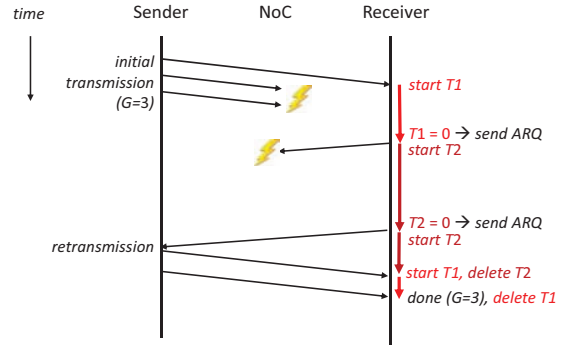 time
Sender
NoC
Receiver
initial
transmission
(G=3)
start T1
T1 = 0 → send ARQ
start T2
T2 = 0 → send ARQ
start T2
retransmission
start T1, delete T2
done (G=3), delete T1